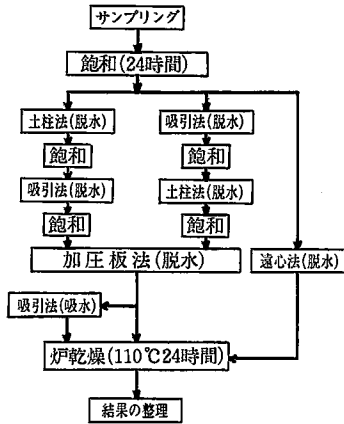 サンプリング
飽和(24時間)
土柱法(脱水)
吸引法(脱水)
飽和
飽和
吸引法(脱水)
土柱法(脱水)
飽和
飽和
加圧板法(脱水)
遠心法(脱水)
吸引法(吸水)
炉乾燥(110℃24時間)
結果の整理